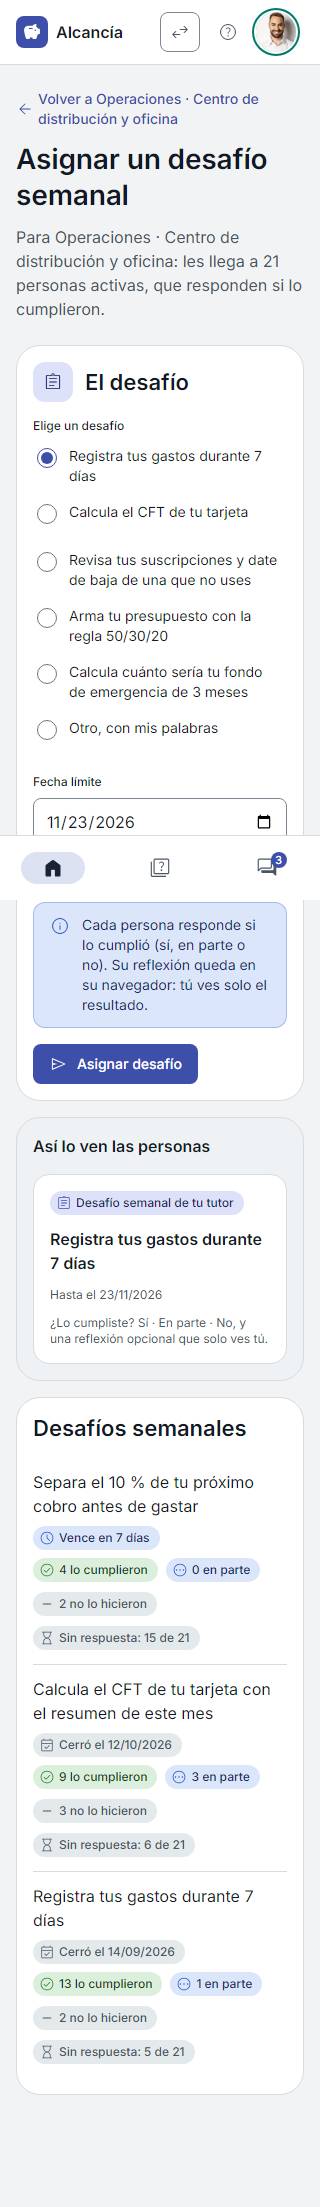 Alcancía
Volver a Operaciones · Centro de
distribución y oficina
Asignar un desafío
semanal
Para Operaciones · Centro de
distribución y oficina: les llega a 21
personas activas, que responden si lo
cumplieron.
El desafío
Elige un desafío
Registra tus gastos durante 7
días
Calcula el CFT de tu tarjeta
Revisa tus suscripciones y date
de baja de una que no uses
Arma tu presupuesto con la
regla 50/30/20
Calcula cuánto sería tu fondo
de emergencia de 3 meses
Otro, con mis palabras
Fecha límite
11/23/2026
3
Cada persona responde si
lo cumplió (sí, en parte o
no). Su reflexión queda en
su navegador: tú ves solo el
resultado.
Asignar desafío
Así lo ven las personas
Desafío semanal de tu tutor
Registra tus gastos durante
7 días
Hasta el 23/11/2026
¿Lo cumpliste? Sí · En parte · No, y
una reflexión opcional que solo ves tú.
Desafíos semanales
Separa el 10 % de tu próximo
cobro antes de gastar
Vence en 7 días
4 lo cumplieron 0 en parte
2 no lo hicieron
Sin respuesta: 15 de 21
Calcula el CFT de tu tarjeta con
el resumen de este mes
Cerró el 12/10/2026
9 lo cumplieron 3 en parte
3 no lo hicieron
Sin respuesta: 6 de 21
Registra tus gastos durante 7
días
Cerró el 14/09/2026
13 lo cumplieron 1 en parte
2 no lo hicieron
Sin respuesta: 5 de 21